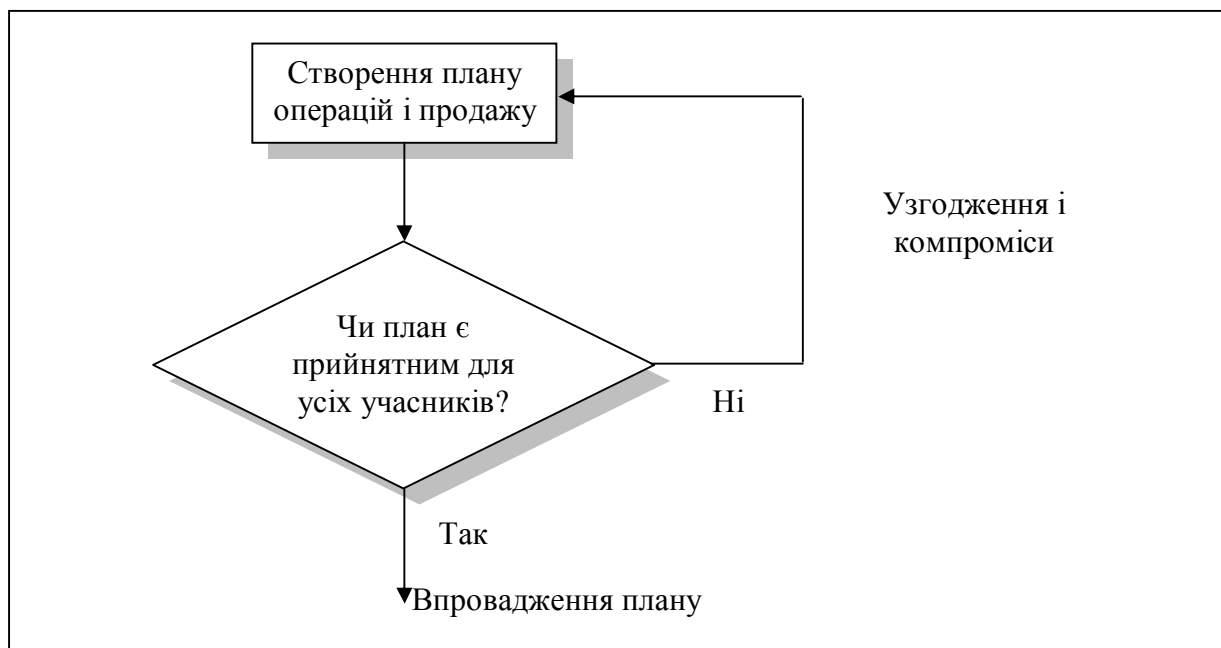 Створення плану
операцій і продажу
Узгодження і
компроміси
Чи план є
прийнятним для
усіх учасників?
Ні
Так
Впровадження плану